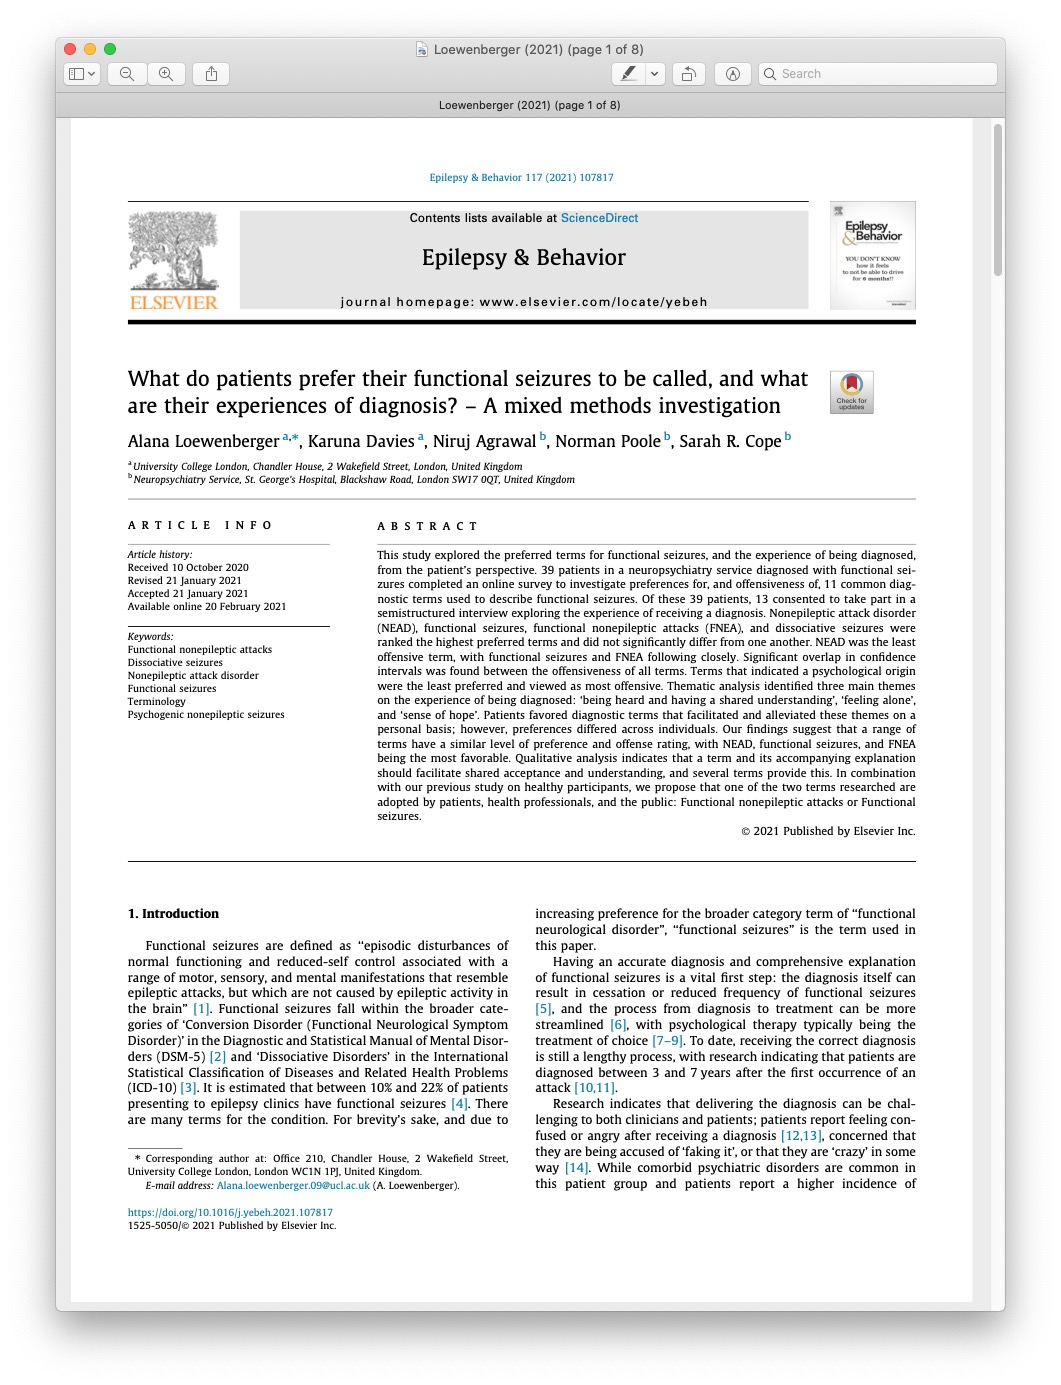 Loewenberger (2021) (page 1 of 8)
Search
Loewenberger (2021) (page 1 of 8)
Epilepsy & Behavior 117 (2021) 107817
Contents lists available at ScienceDirect
Epilepsy & Behavior
journal homepage: www.elsevier.com/locate/yebeh
ELSEVIER
Epilepsy
&Behavior
YOU DON'T KNOW
how it feels
to not be able to drive
for 6 months!!
What do patients prefer their functional seizures to be called, and what
are their experiences of diagnosis? – A mixed methods investigation
Check for
updates
Alana Loewenberger a,*, Karuna Davies a, Niruj Agrawal b, Norman Poole b, Sarah R. Cope b
a University College London, Chandler House, 2 Wakefield Street, London, United Kingdom
b Neuropsychiatry Service, St. George's Hospital, Blackshaw Road, London SW17 0QT, United Kingdom
ARTICLE INFO
Article history:
Received 10 October 2020
Revised 21 January 2021
Accepted 21 January 2021
Available online 20 February 2021
Keywords:
Functional nonepileptic attacks
Dissociative seizures
Nonepileptic attack disorder
Functional seizures
Terminology
Psychogenic nonepileptic seizures
ABSTRACT
This study explored the preferred terms for functional seizures, and the experience of being diagnosed,
from the patient's perspective. 39 patients in a neuropsychiatry service diagnosed with functional sei-
zures completed an online survey to investigate preferences for, and offensiveness of, 11 common diag-
nostic terms used to describe functional seizures. Of these 39 patients, 13 consented to take part in a
semistructured interview exploring the experience of receiving a diagnosis. Nonepileptic attack disorder
(NEAD), functional seizures, functional nonepileptic attacks (FNEA), and dissociative seizures were
ranked the highest preferred terms and did not significantly differ from one another. NEAD was the least
offensive term, with functional seizures and FNEA following closely. Significant overlap in confidence
intervals was found between the offensiveness of all terms. Terms that indicated a psychological origin
were the least preferred and viewed as most offensive. Thematic analysis identified three main themes
on the experience of being diagnosed: 'being heard and having a shared understanding', 'feeling alone',
and 'sense of hope'. Patients favored diagnostic terms that facilitated and alleviated these themes on a
personal basis; however, preferences differed across individuals. Our findings suggest that a range of
terms have a similar level of preference and offense rating, with NEAD, functional seizures, and FNEA
being the most favorable. Qualitative analysis indicates that a term and its accompanying explanation
should facilitate shared acceptance and understanding, and several terms provide this. In combination
with our previous study on healthy participants, we propose that one of the two terms researched are
adopted by patients, health professionals, and the public: Functional nonepileptic attacks or Functional
seizures.
© 2021 Published by Elsevier Inc.
1. Introduction
Functional seizures are defined as "episodic disturbances of
normal functioning and reduced-self control associated with a
range of motor, sensory, and mental manifestations that resemble
epileptic attacks, but which are not caused by epileptic activity in
the brain" [1]. Functional seizures fall within the broader cate-
gories of 'Conversion Disorder (Functional Neurological Symptom
Disorder)' in the Diagnostic and Statistical Manual of Mental Disor-
ders (DSM-5) [2] and 'Dissociative Disorders' in the International
Statistical Classification of Diseases and Related Health Problems
(ICD-10) [3]. It is estimated that between 10% and 22% of patients
presenting to epilepsy clinics have functional seizures [4]. There
are many terms for the condition. For brevity's sake, and due to
* Corresponding author at: Office 210, Chandler House, 2 Wakefield Street,
University College London, London WC1N 1PJ, United Kingdom.
E-mail address: Alana.loewenberger.09@ucl.ac.uk (A. Loewenberger).
increasing preference for the broader category term of "functional
neurological disorder", "functional seizures" is the term used in
this paper.
Having an accurate diagnosis and comprehensive explanation
of functional seizures is a vital first step: the diagnosis itself can
result in cessation or reduced frequency of functional seizures
[5], and the process from diagnosis to treatment can be more
streamlined [6], with psychological therapy typically being the
treatment of choice [7–9]. To date, receiving the correct diagnosis
is still a lengthy process, with research indicating that patients are
diagnosed between 3 and 7 years after the first occurrence of an
attack [10,11].
Research indicates that delivering the diagnosis can be chal-
lenging to both clinicians and patients; patients report feeling con-
fused or angry after receiving a diagnosis [12,13], concerned that
they are being accused of 'faking it', or that they are 'crazy' in some
way [14]. While comorbid psychiatric disorders are common in
this patient group and patients report a higher incidence of
https://doi.org/10.1016/j.yebeh.2021.107817
1525-5050/© 2021 Published by Elsevier Inc.